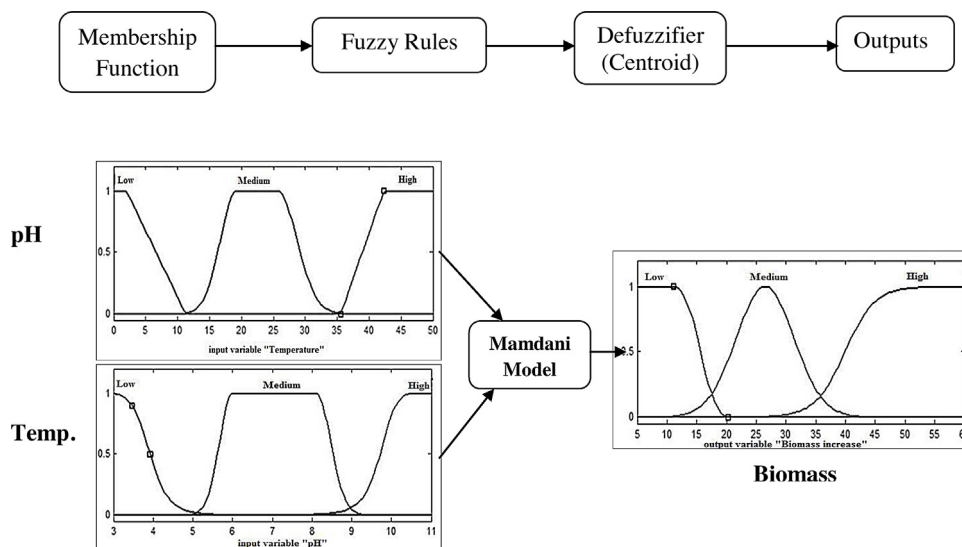 Membership
Function
Fuzzy Rules
Defuzzifier
(Centroid)
Outputs
pH
Low
Medium
High
1
0.5
0
0 5 10 15 20 25 30 35 40 45 50
input variable "Temperature"
Temp.
Low
Medium
High
1
0.5
0
3 4 5 6 7 8 9 10 11
input variable "pH"
Mamdani
Model
Low
Medium
High
1
0
5 10 15 20 25 30 35 40 45 50 55
output variable "Biomass increase"
Biomass